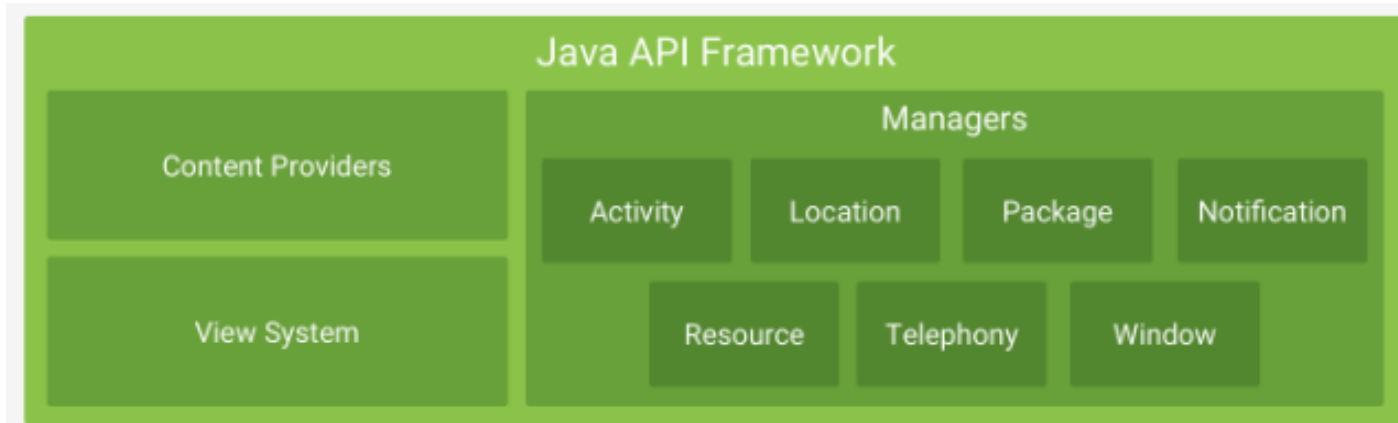 Java API Framework
Content Providers
View System
Managers
Activity Location Package Notification
Resource Telephony Window